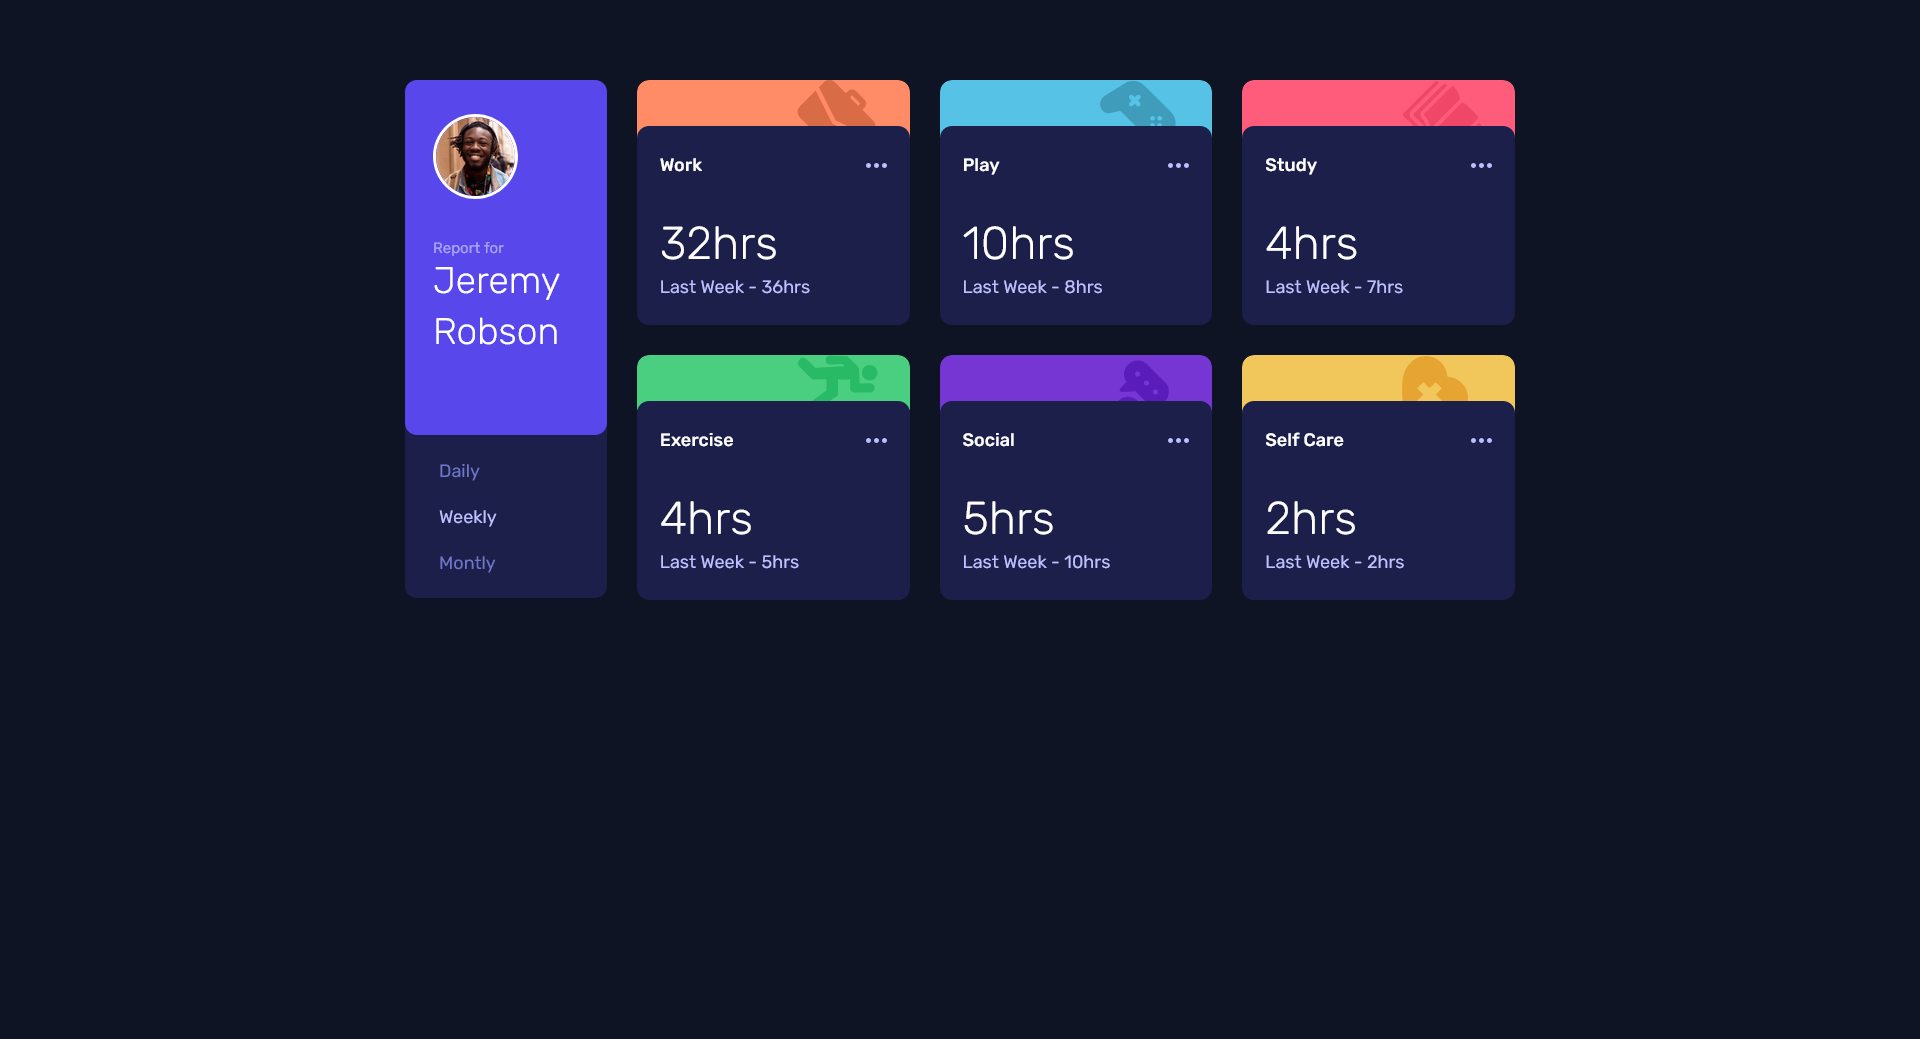 Report for
Jeremy
Robson
Daily
Weekly
Montly
Work
32hrs
Last Week - 36hrs
Play
10hrs
Last Week - 8hrs
Study
4hrs
Last Week - 7hrs
Exercise
4hrs
Last Week - 5hrs
Social
5hrs
Last Week - 10hrs
Self Care
2hrs
Last Week - 2hrs